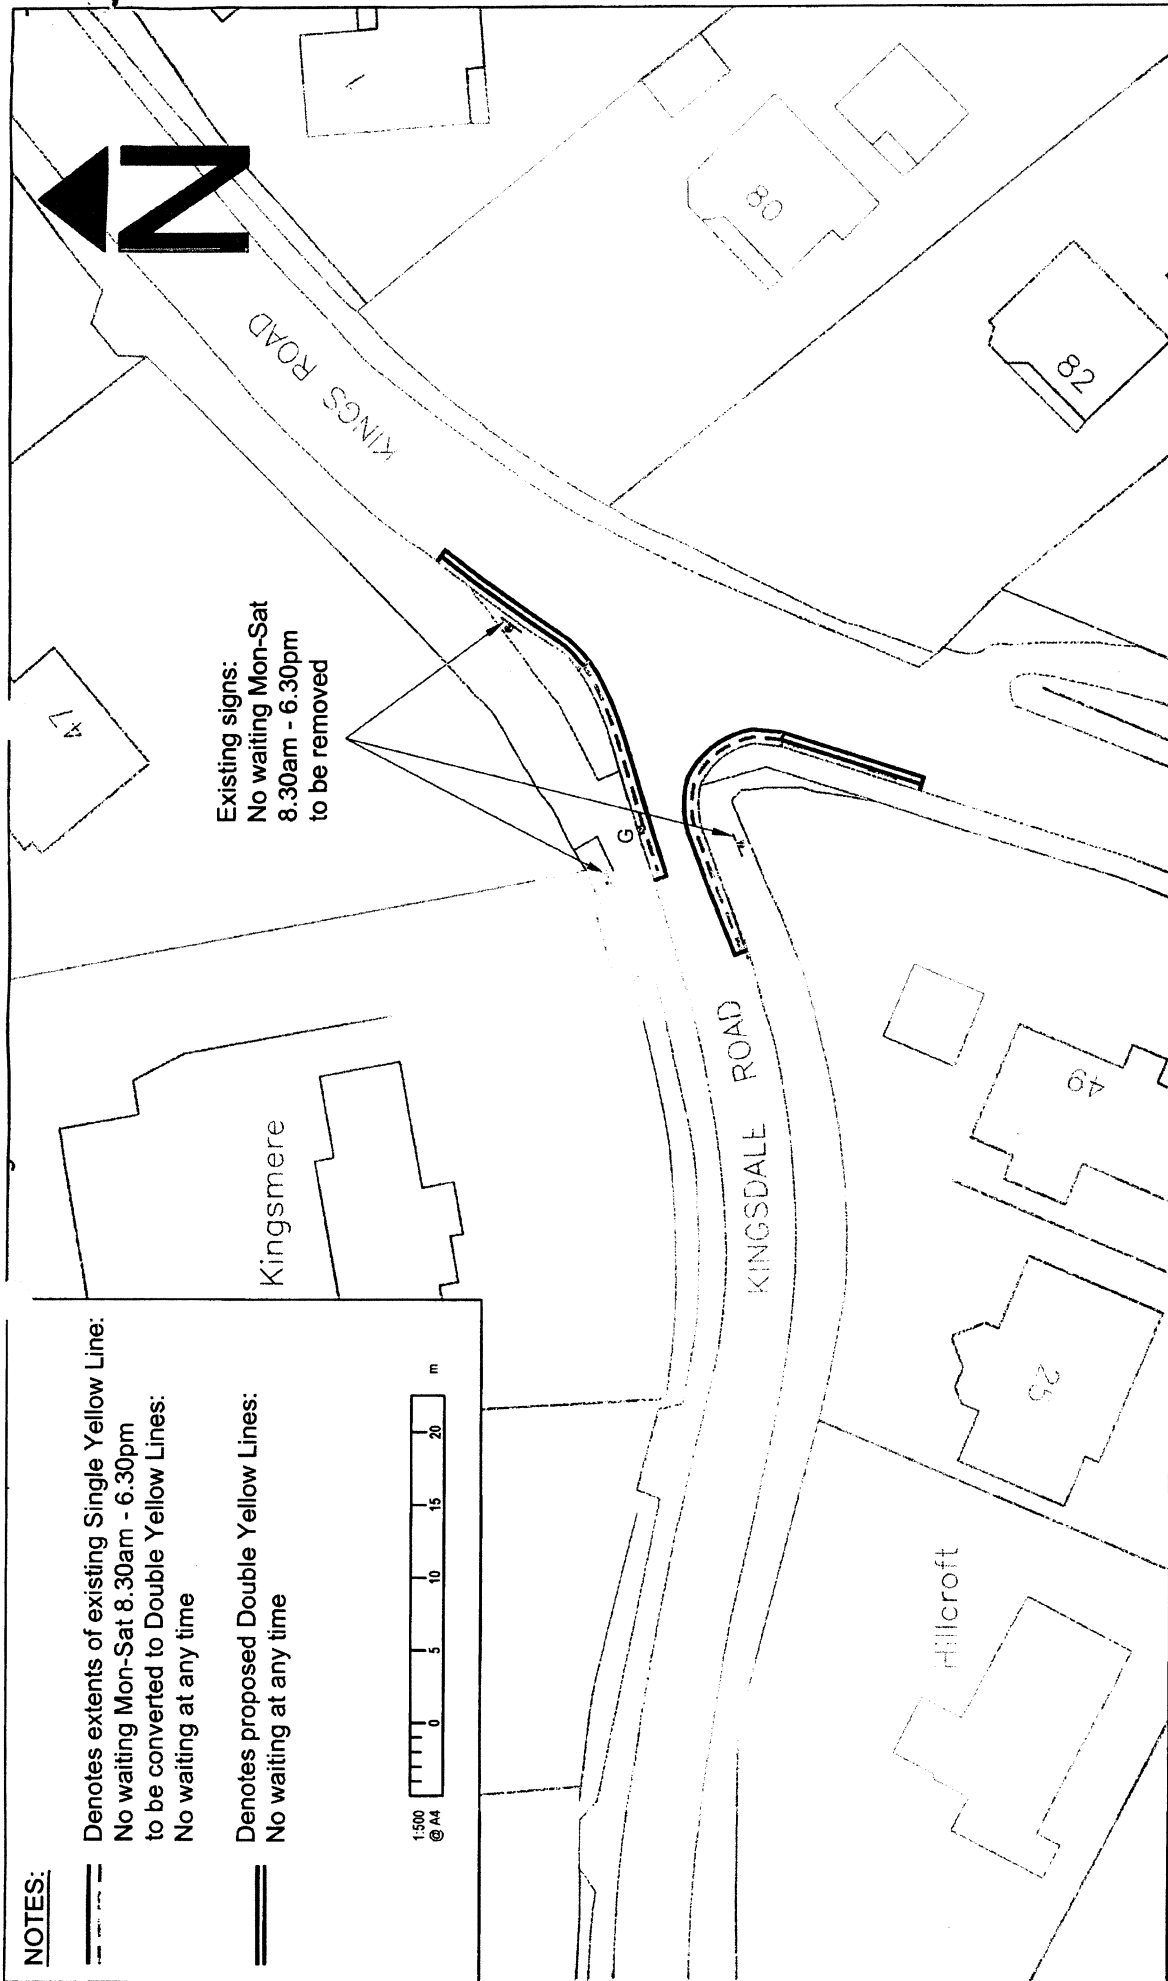 NOTES:
Denotes extents of existing Single Yellow Line:
No waiting Mon-Sat 8.30am - 6.30pm
to be converted to Double Yellow Lines:
No waiting at any time
Denotes proposed Double Yellow Lines:
No waiting at any time
1:500
@ A4
0
5
10
15
20
m
Existing signs:
No waiting Mon-Sat
8.30am - 6.30pm
to be removed
N
KINGS ROAD
KINGSDALE ROAD
Kingsmere
Hillcroft
G
47
80
82
49
25
1